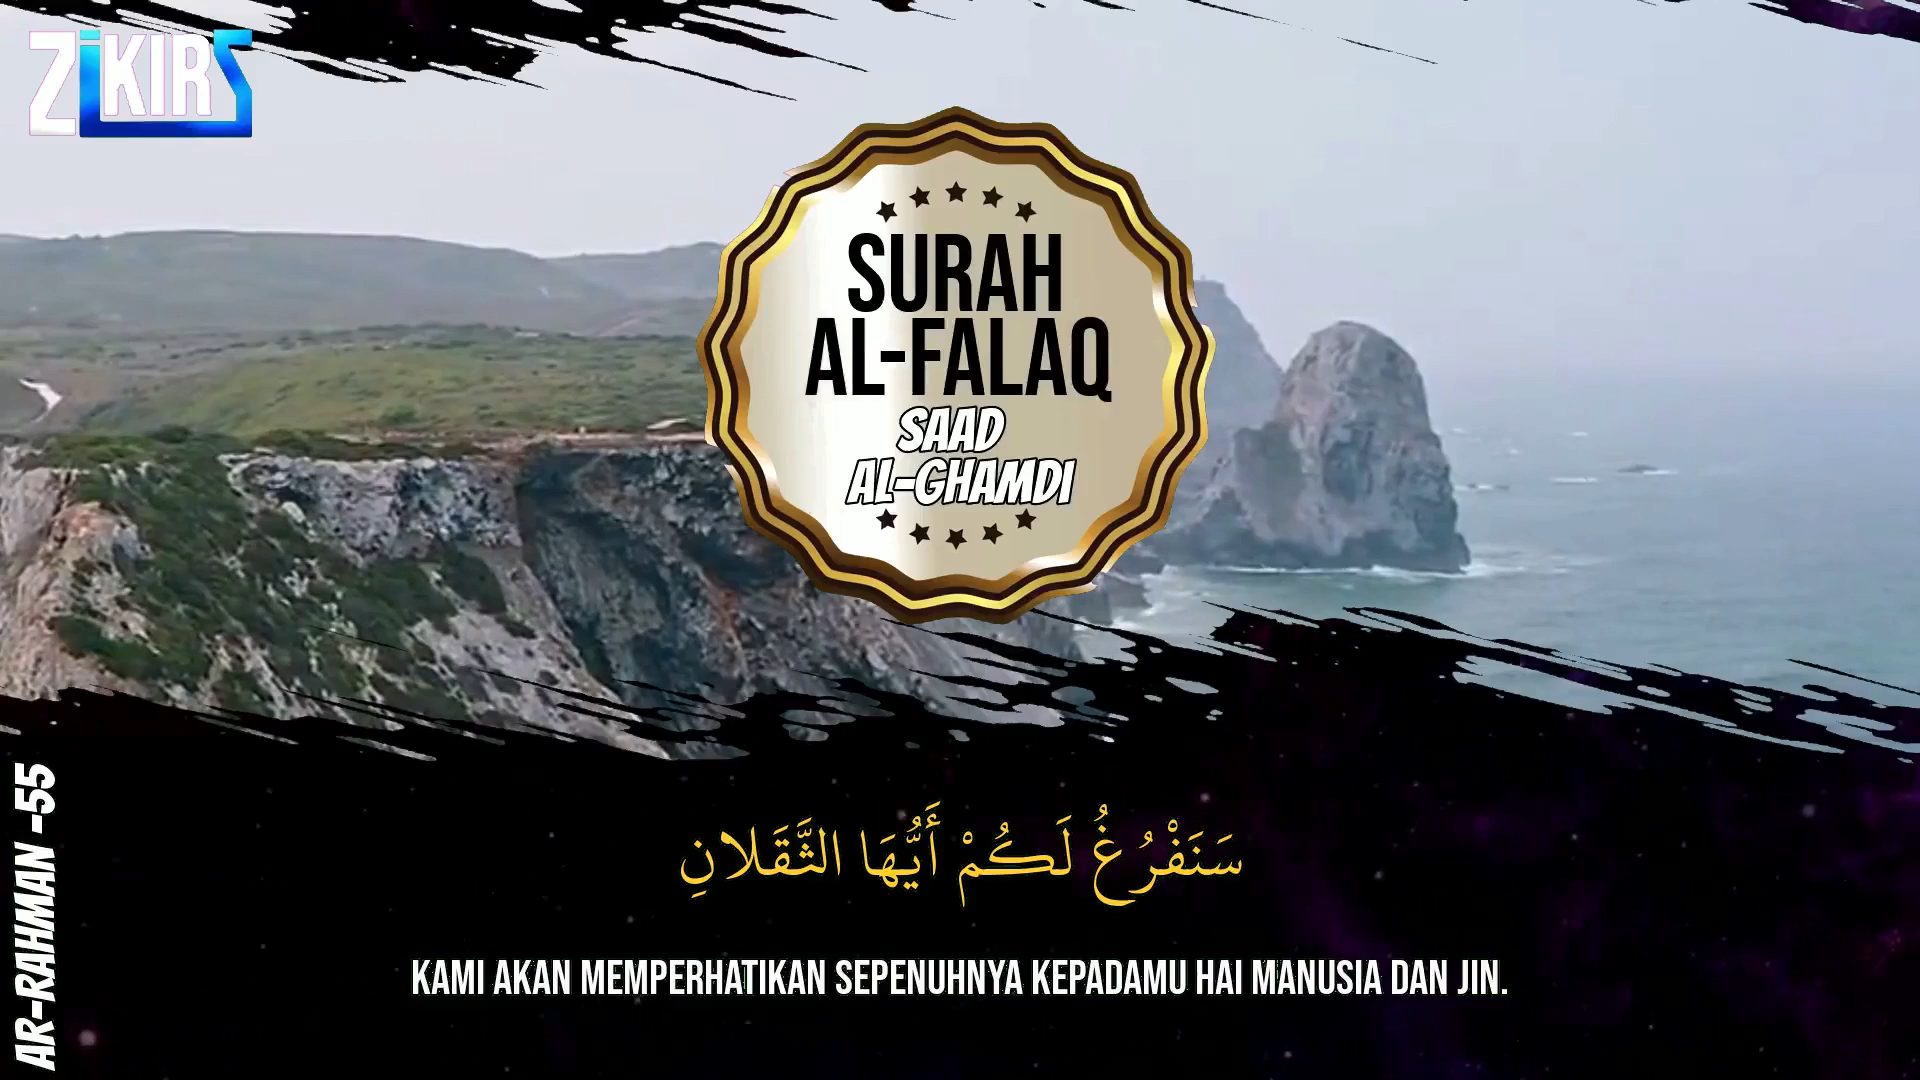 ZIKIRS
SURAH
AL-FALAQ
SAAD
AL-GHAMDI
سَنَفْرُغُ لَكُمْ أَيُّهَا الثَّقَلانِ
KAMI AKAN MEMPERHATIKAN SEPENUHNYA KEPADAMU HAI MANUSIA DAN JIN.
AR-RAHMAN -55